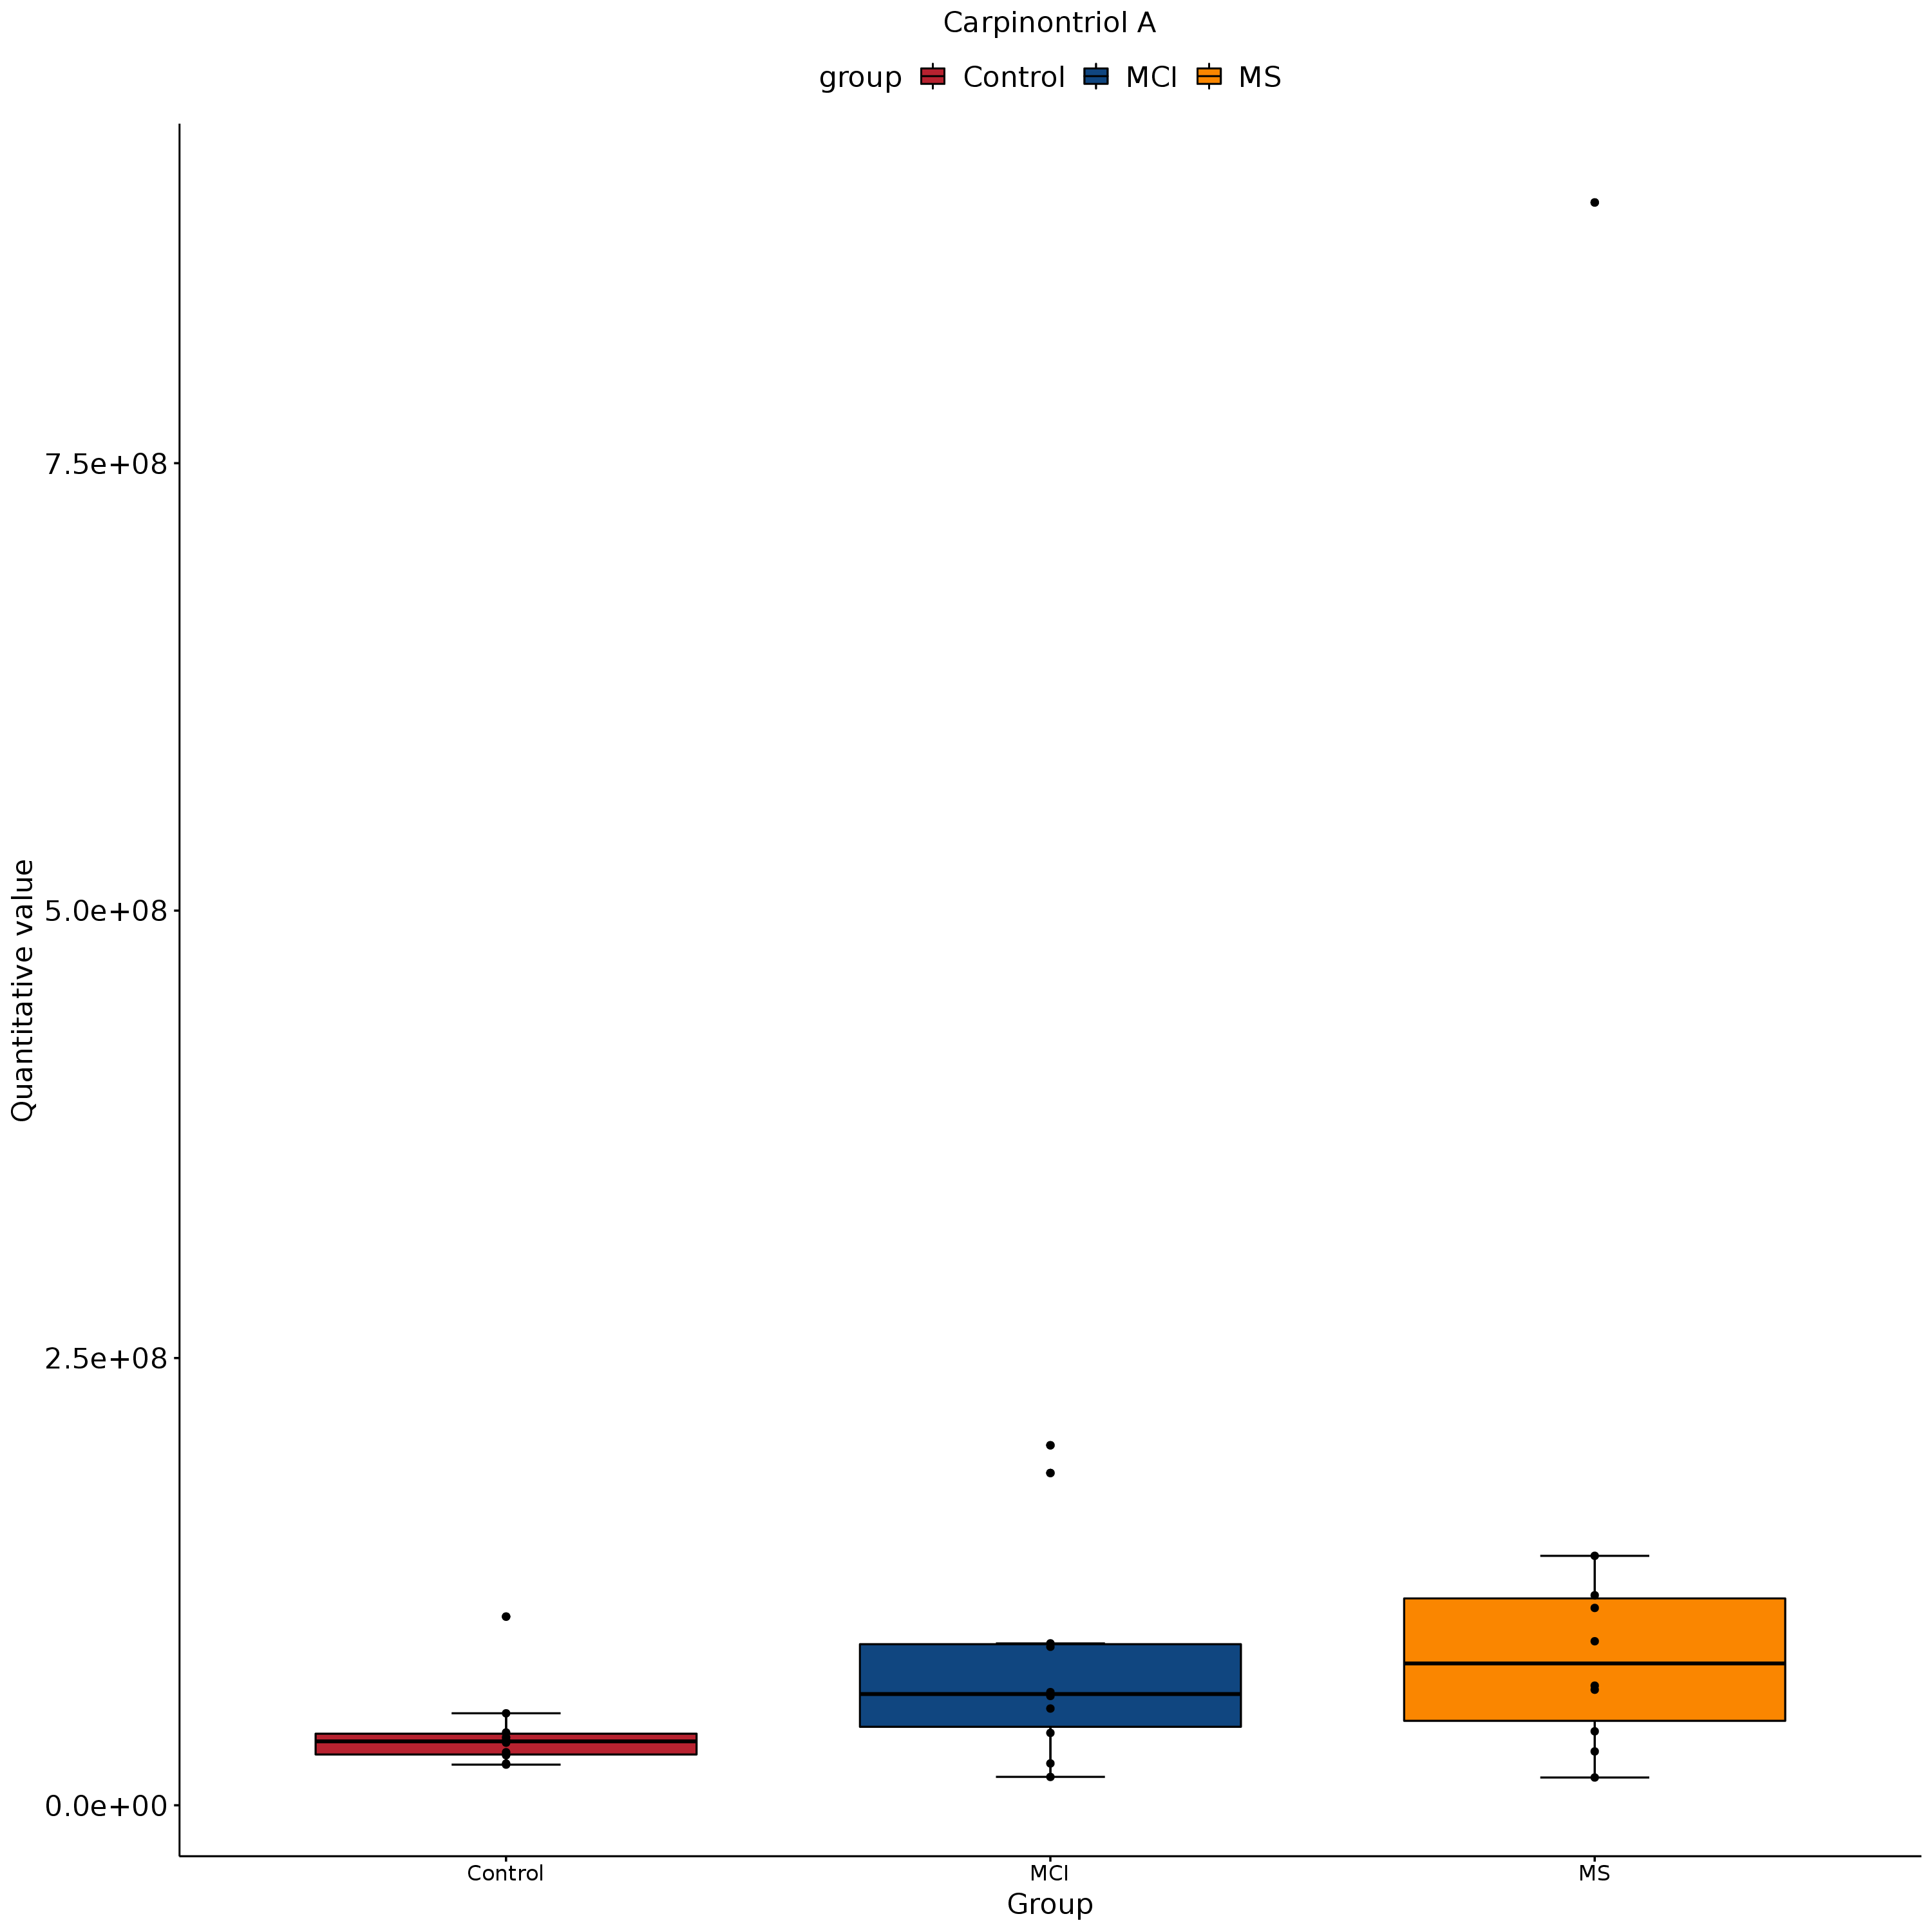 Carpinontriol A
group Control MCI MS
Quantitative value
7.5e+08
5.0e+08
2.5e+08
0.0e+00
Control MCI MS
Group